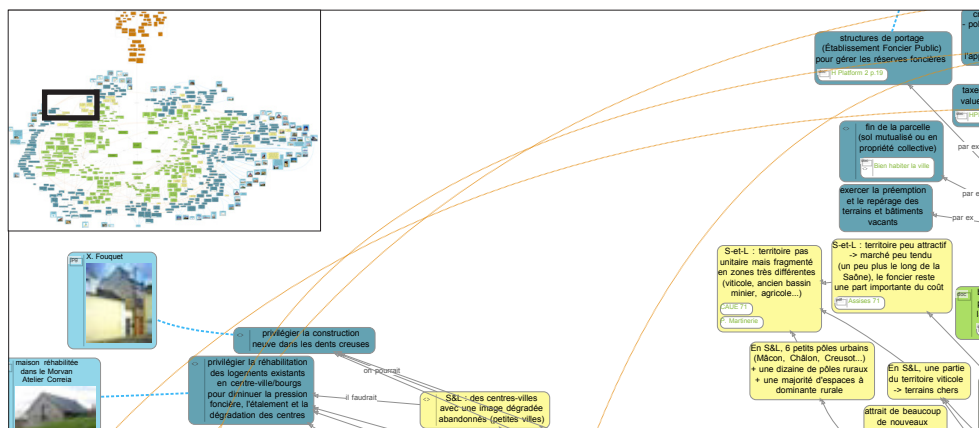 structures de portage
(Établissement Foncier Public)
pour gérer les réserves foncières
H Platform 2 p.19
- pol
l'app
taxe
value
fin de la parcelle
(sol mutualisé ou en
propriété collective)
Bien habiter la ville
par ex
exercer la préemption
et le repérage des
terrains et bâtiments
vacants
par e
par ex
X. Fouquet
S-et-L : territoire pas
unitaire mais fragmenté
en zones très différentes
(viticole, ancien bassin
minier, agricole...)
CAUE 71
P. Martinerie
S-et-L : territoire peu attractif
-> marché peu tendu
(un peu plus le long de la
Saône), le foncier reste
une part importante du coût
Assises 71
privilégier la construction
neuve dans les dents creuses
maison réhabilitée
dans le Morvan
Atelier Correia
privilégier la réhabilitation
des logements existants
en centre-ville/bourgs
pour diminuer la pression
foncière, l'étalement et la
dégradation des centres
on pourrait
il faudrait
S&L : des centres-villes
avec une image dégradée
abandonnés (petites villes)
En S&L, 6 petits pôles urbains
(Mâcon, Châlon, Creusot...)
+ une dizaine de pôles ruraux
+ une majorité d'espaces à
dominante rurale
En S&L, une partie
du territoire viticole
-> terrains chers
attrait de beaucoup
de nouveaux